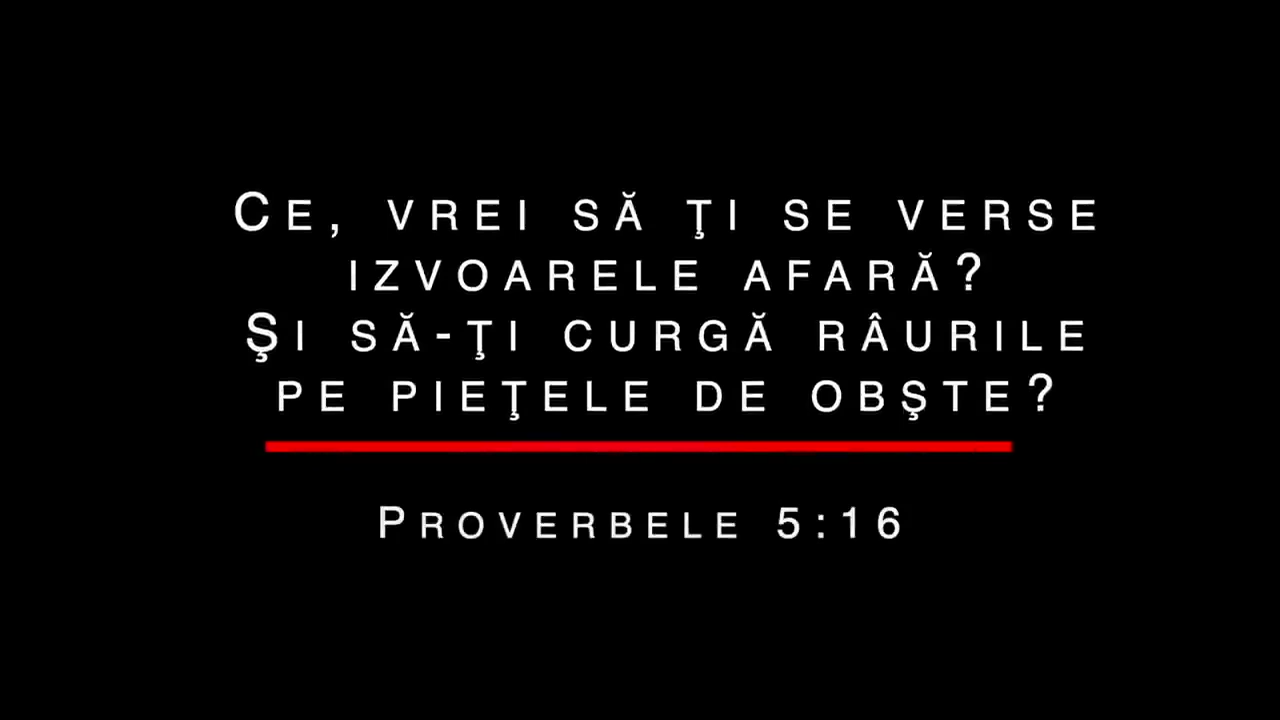 Ce, vrei să ţi se verse
izvoarele afară?
Şi să-ţi curgă râurile
pe pieţele de obşte?
Proverbele 5:16